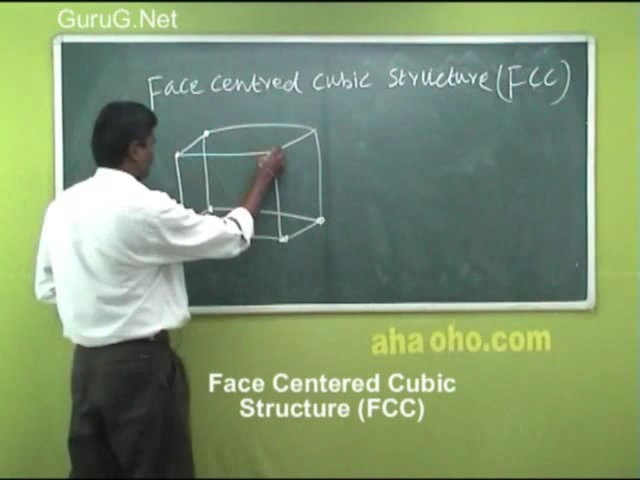 GuruG.Net
Face centred cubic structure (FCC)
aha oho.com
Face Centered Cubic
Structure (FCC)